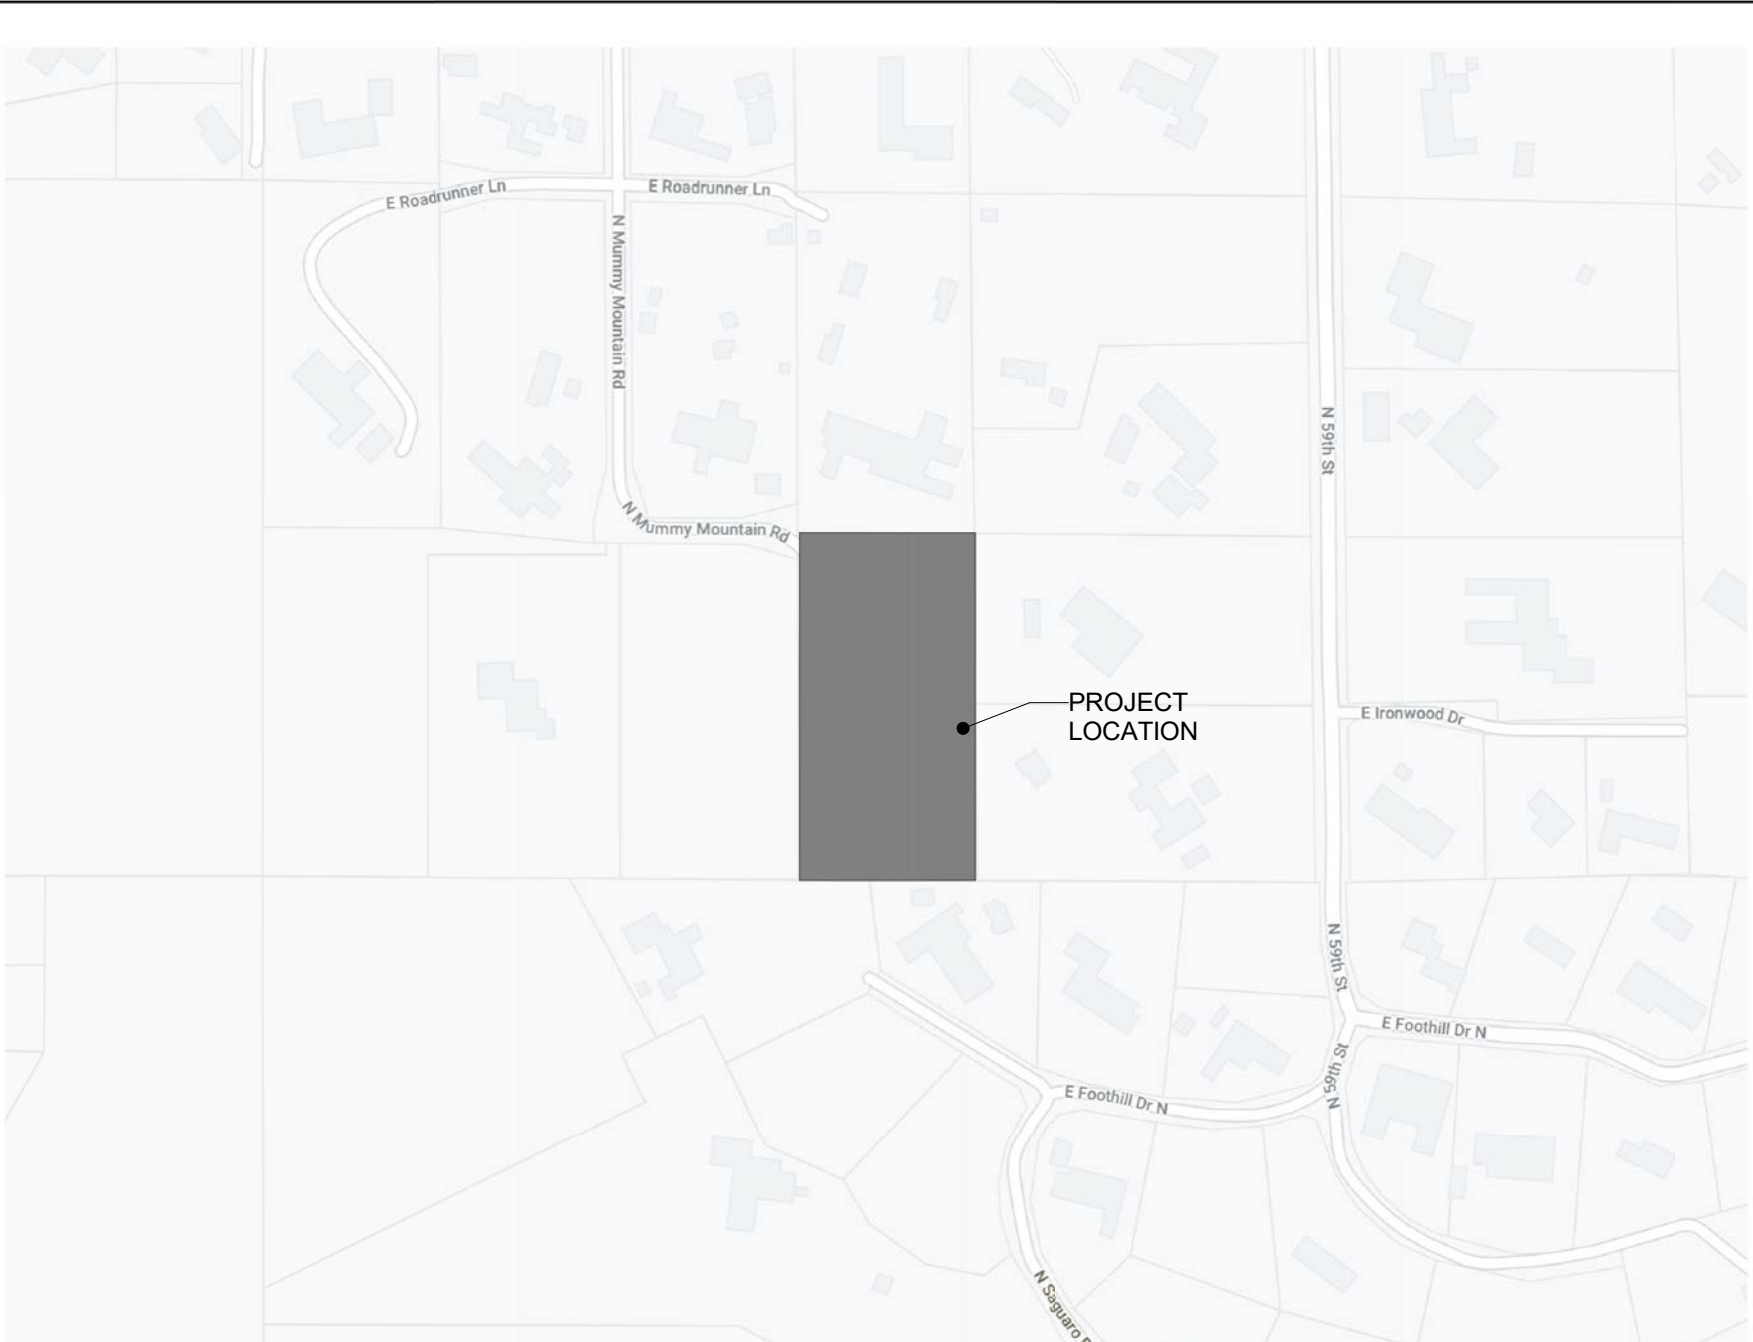 E Roadrunner Ln
E Roadrunner Ln
N Mummy Mountain Rd
N 59th St
N Mummy Mountain Rd
PROJECT
LOCATION
E Ironwood Dr
N 59th St
E Foothill Dr N
N 59th St
E Foothill Dr N
N Saguaro